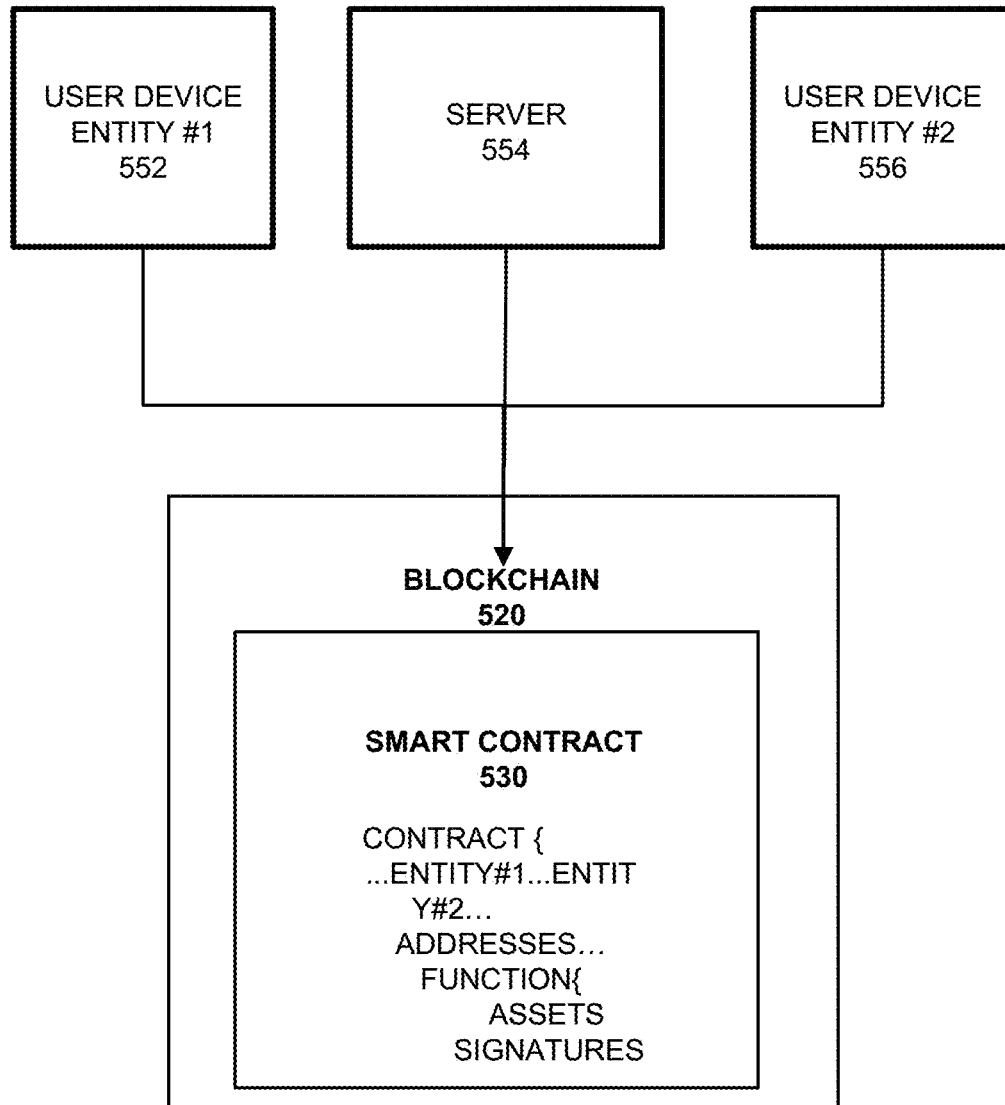 USER DEVICE
ENTITY #1
552
SERVER
554
USER DEVICE
ENTITY #2
556
BLOCKCHAIN
520
SMART CONTRACT
530
CONTRACT {
...ENTITY#1...ENTIT
Y#2...
ADDRESSES...
FUNCTION{
ASSETS
SIGNATURES